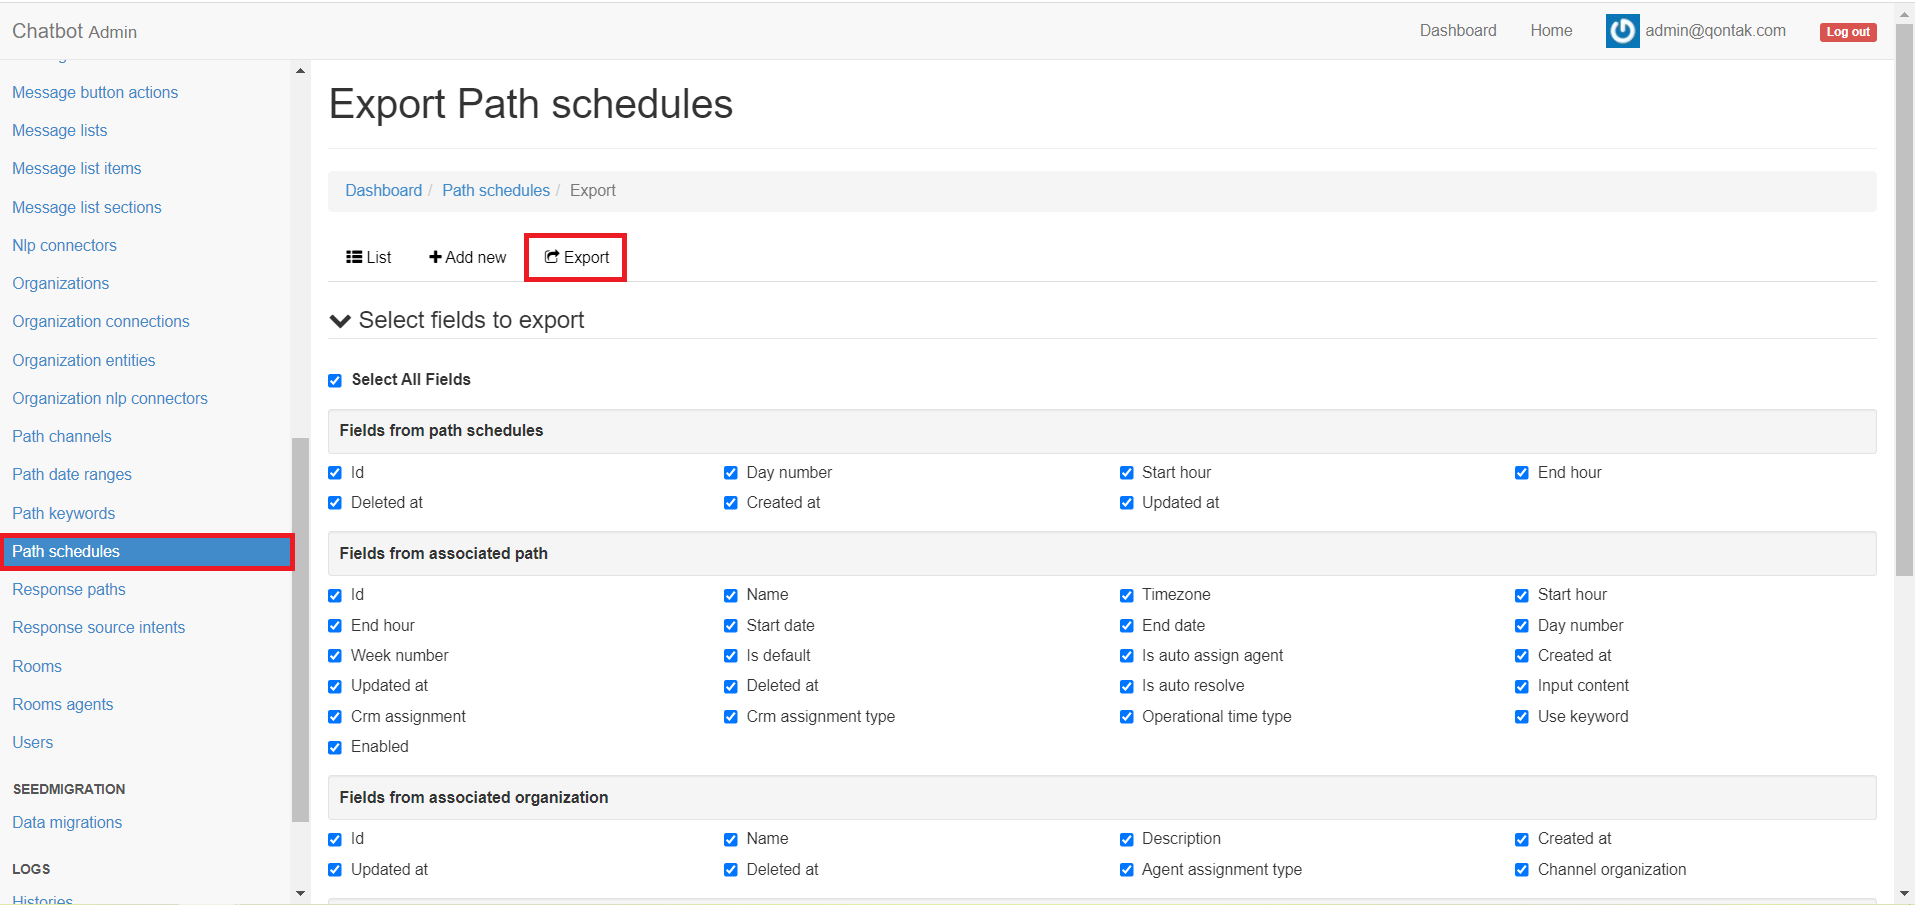 Chatbot Admin
Dashboard
Home
admin@qontak.com
Log out
Message button actions
Message lists
Message list items
Message list sections
Nlp connectors
Organizations
Organization connections
Organization entities
Organization nlp connectors
Path channels
Path date ranges
Path keywords
Path schedules
Response paths
Response source intents
Rooms
Rooms agents
Users
SEEDMIGRATION
Data migrations
LOGS
Histories
Export Path schedules
Dashboard / Path schedules / Export
List
Add new
Export
Select fields to export
Select All Fields
Fields from path schedules
Id
Day number
Start hour
End hour
Deleted at
Created at
Updated at
Fields from associated path
Id
Name
Timezone
Start hour
End hour
Start date
End date
Day number
Week number
Is default
Is auto assign agent
Created at
Updated at
Deleted at
Is auto resolve
Input content
Crm assignment
Crm assignment type
Operational time type
Use keyword
Enabled
Fields from associated organization
Id
Name
Description
Created at
Updated at
Deleted at
Agent assignment type
Channel organization